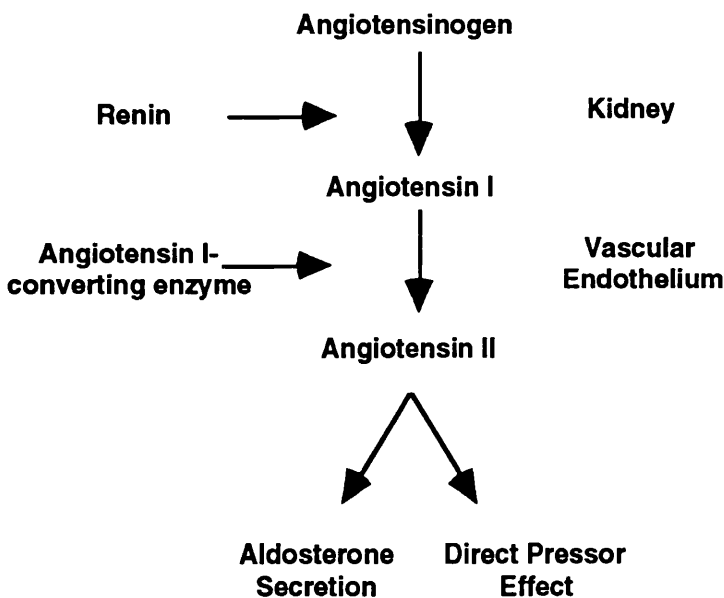 Angiotensinogen
Renin
Kidney
Angiotensin I
Angiotensin I-
converting enzyme
Vascular
Endothelium
Angiotensin II
Aldosterone
Secretion
Direct Pressor
Effect